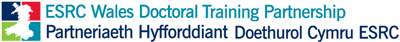 ESRC Wales Doctoral Training Partnership
Partneriaeth Hyfforddiant Doethurol Cymru ESRC